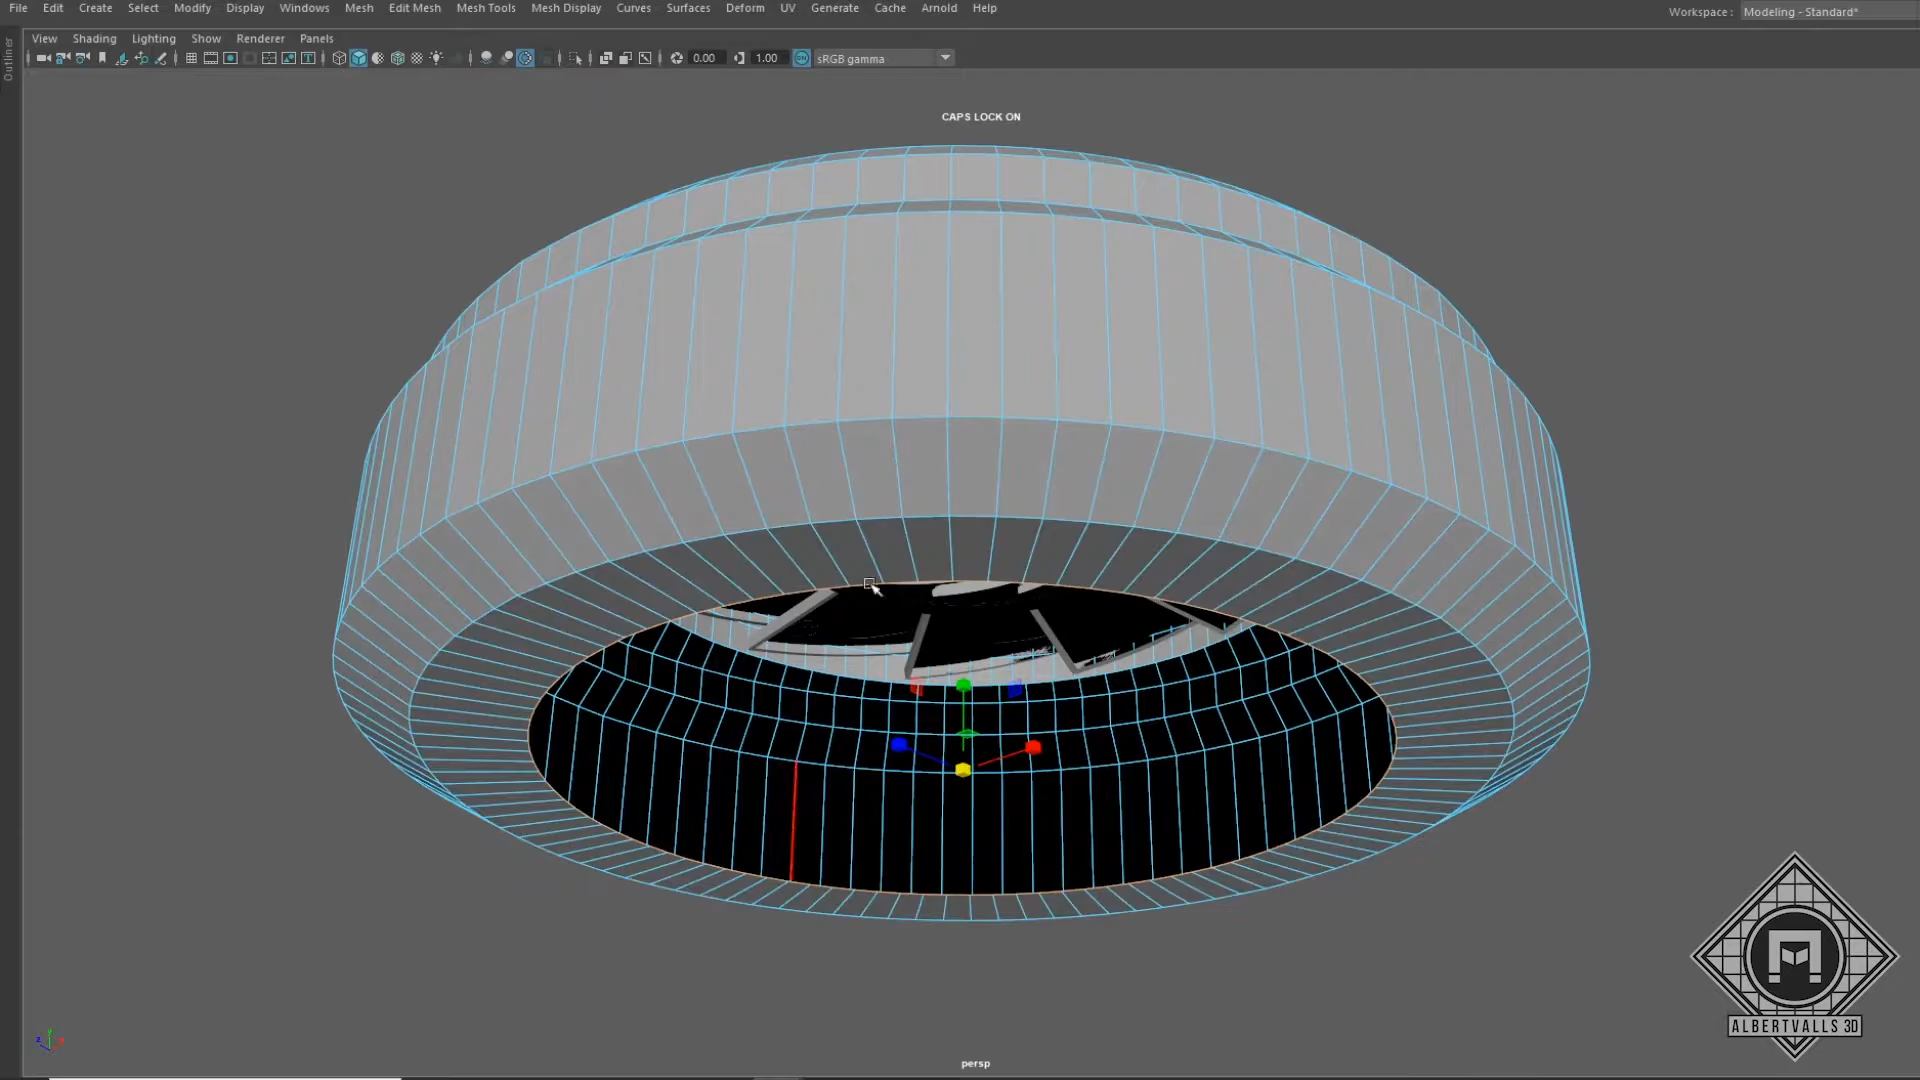 File Edit Create Select Modify Display Windows Mesh Edit Mesh Mesh Tools Mesh Display Curves Surfaces Deform UV Generate Cache Arnold Help
Workspace : Modeling - Standard*
View Shading Lighting Show Renderer Panels
0.00 1.00 ON sRGB gamma
Outliner
CAPS LOCK ON
ALBERTVALLS 3D
persp